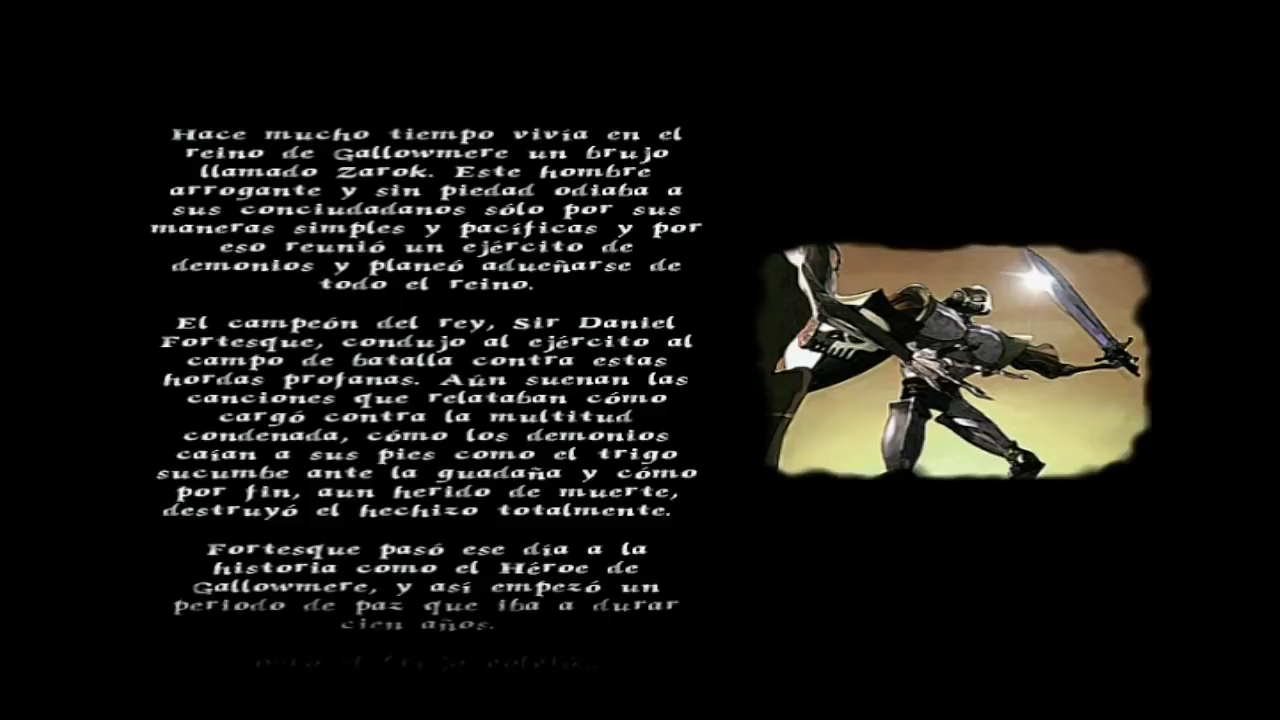 Hace mucho tiempo vivía en el
reino de Gallowmere un brujo
llamado Zarok. Este hombre
arrogante y sin piedad odiaba a
sus conciudadanos sólo por sus
maneras simples y pacíficas y por
eso reunió un ejército de
demonios y planeó adueñarse de
todo el reino.
El campeón del rey, Sir Daniel
Fortesque, condujo al ejército al
campo de batalla contra estas
hordas profanas. Aún suenan las
canciones que relataban cómo
cargó contra la multitud
condenada, cómo los demonios
caían a sus pies como el trigo
sucumbe ante la guadaña y cómo
por fin, aun herido de muerte,
destruyó el hechizo totalmente.
Fortesque pasó ese día a la
historia como el Héroe de
Gallowmere, y así empezó un
periodo de paz que iba a durar
cien años.